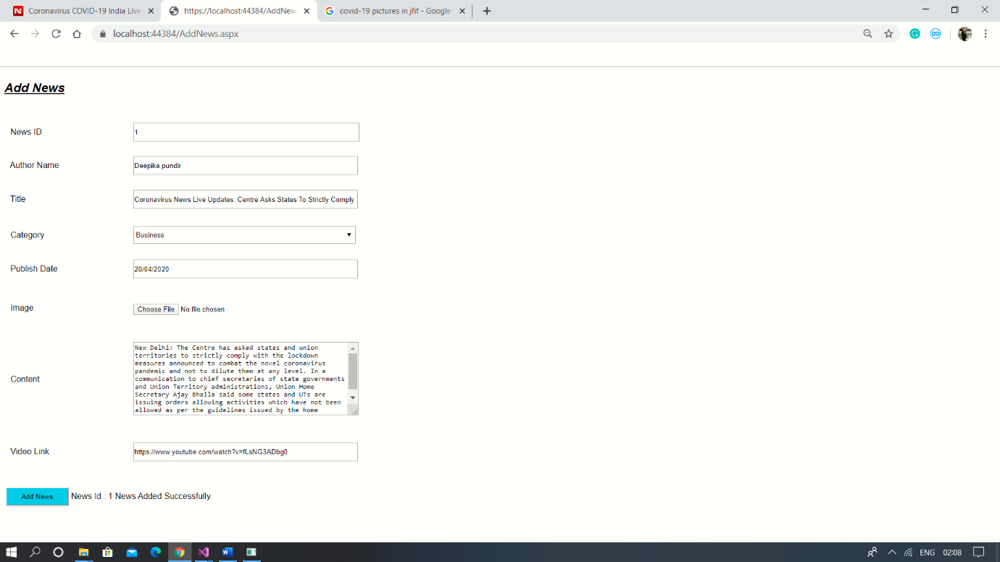 Coronavirus COVID-19 India Live
https://localhost:44384/AddNews
covid-19 pictures in jfif - Google
localhost:44384/AddNews.aspx
Add News
News ID
1
Author Name
Deepika pundir
Title
Coronavirus News Live Updates: Centre Asks States To Strictly Comply
Category
Business
Publish Date
20/04/2020
Image
Choose File No file chosen
Content
New Delhi: The Centre has asked states and union
territories to strictly comply with the lockdown
measures announced to combat the novel coronavirus
pandemic and not to dilute them at any level. In a
communication to chief secretaries of state governments
and Union Territory administrations, Union Home
Secretary Ajay Bhalla said some states and UTs are
issuing orders allowing activities which have not been
allowed as per the guidelines issued by the home
Video Link
https://www.youtube.com/watch?v=fLsNG3ADbg0
Add News News Id : 1 News Added Successfully.
ENG 02:08